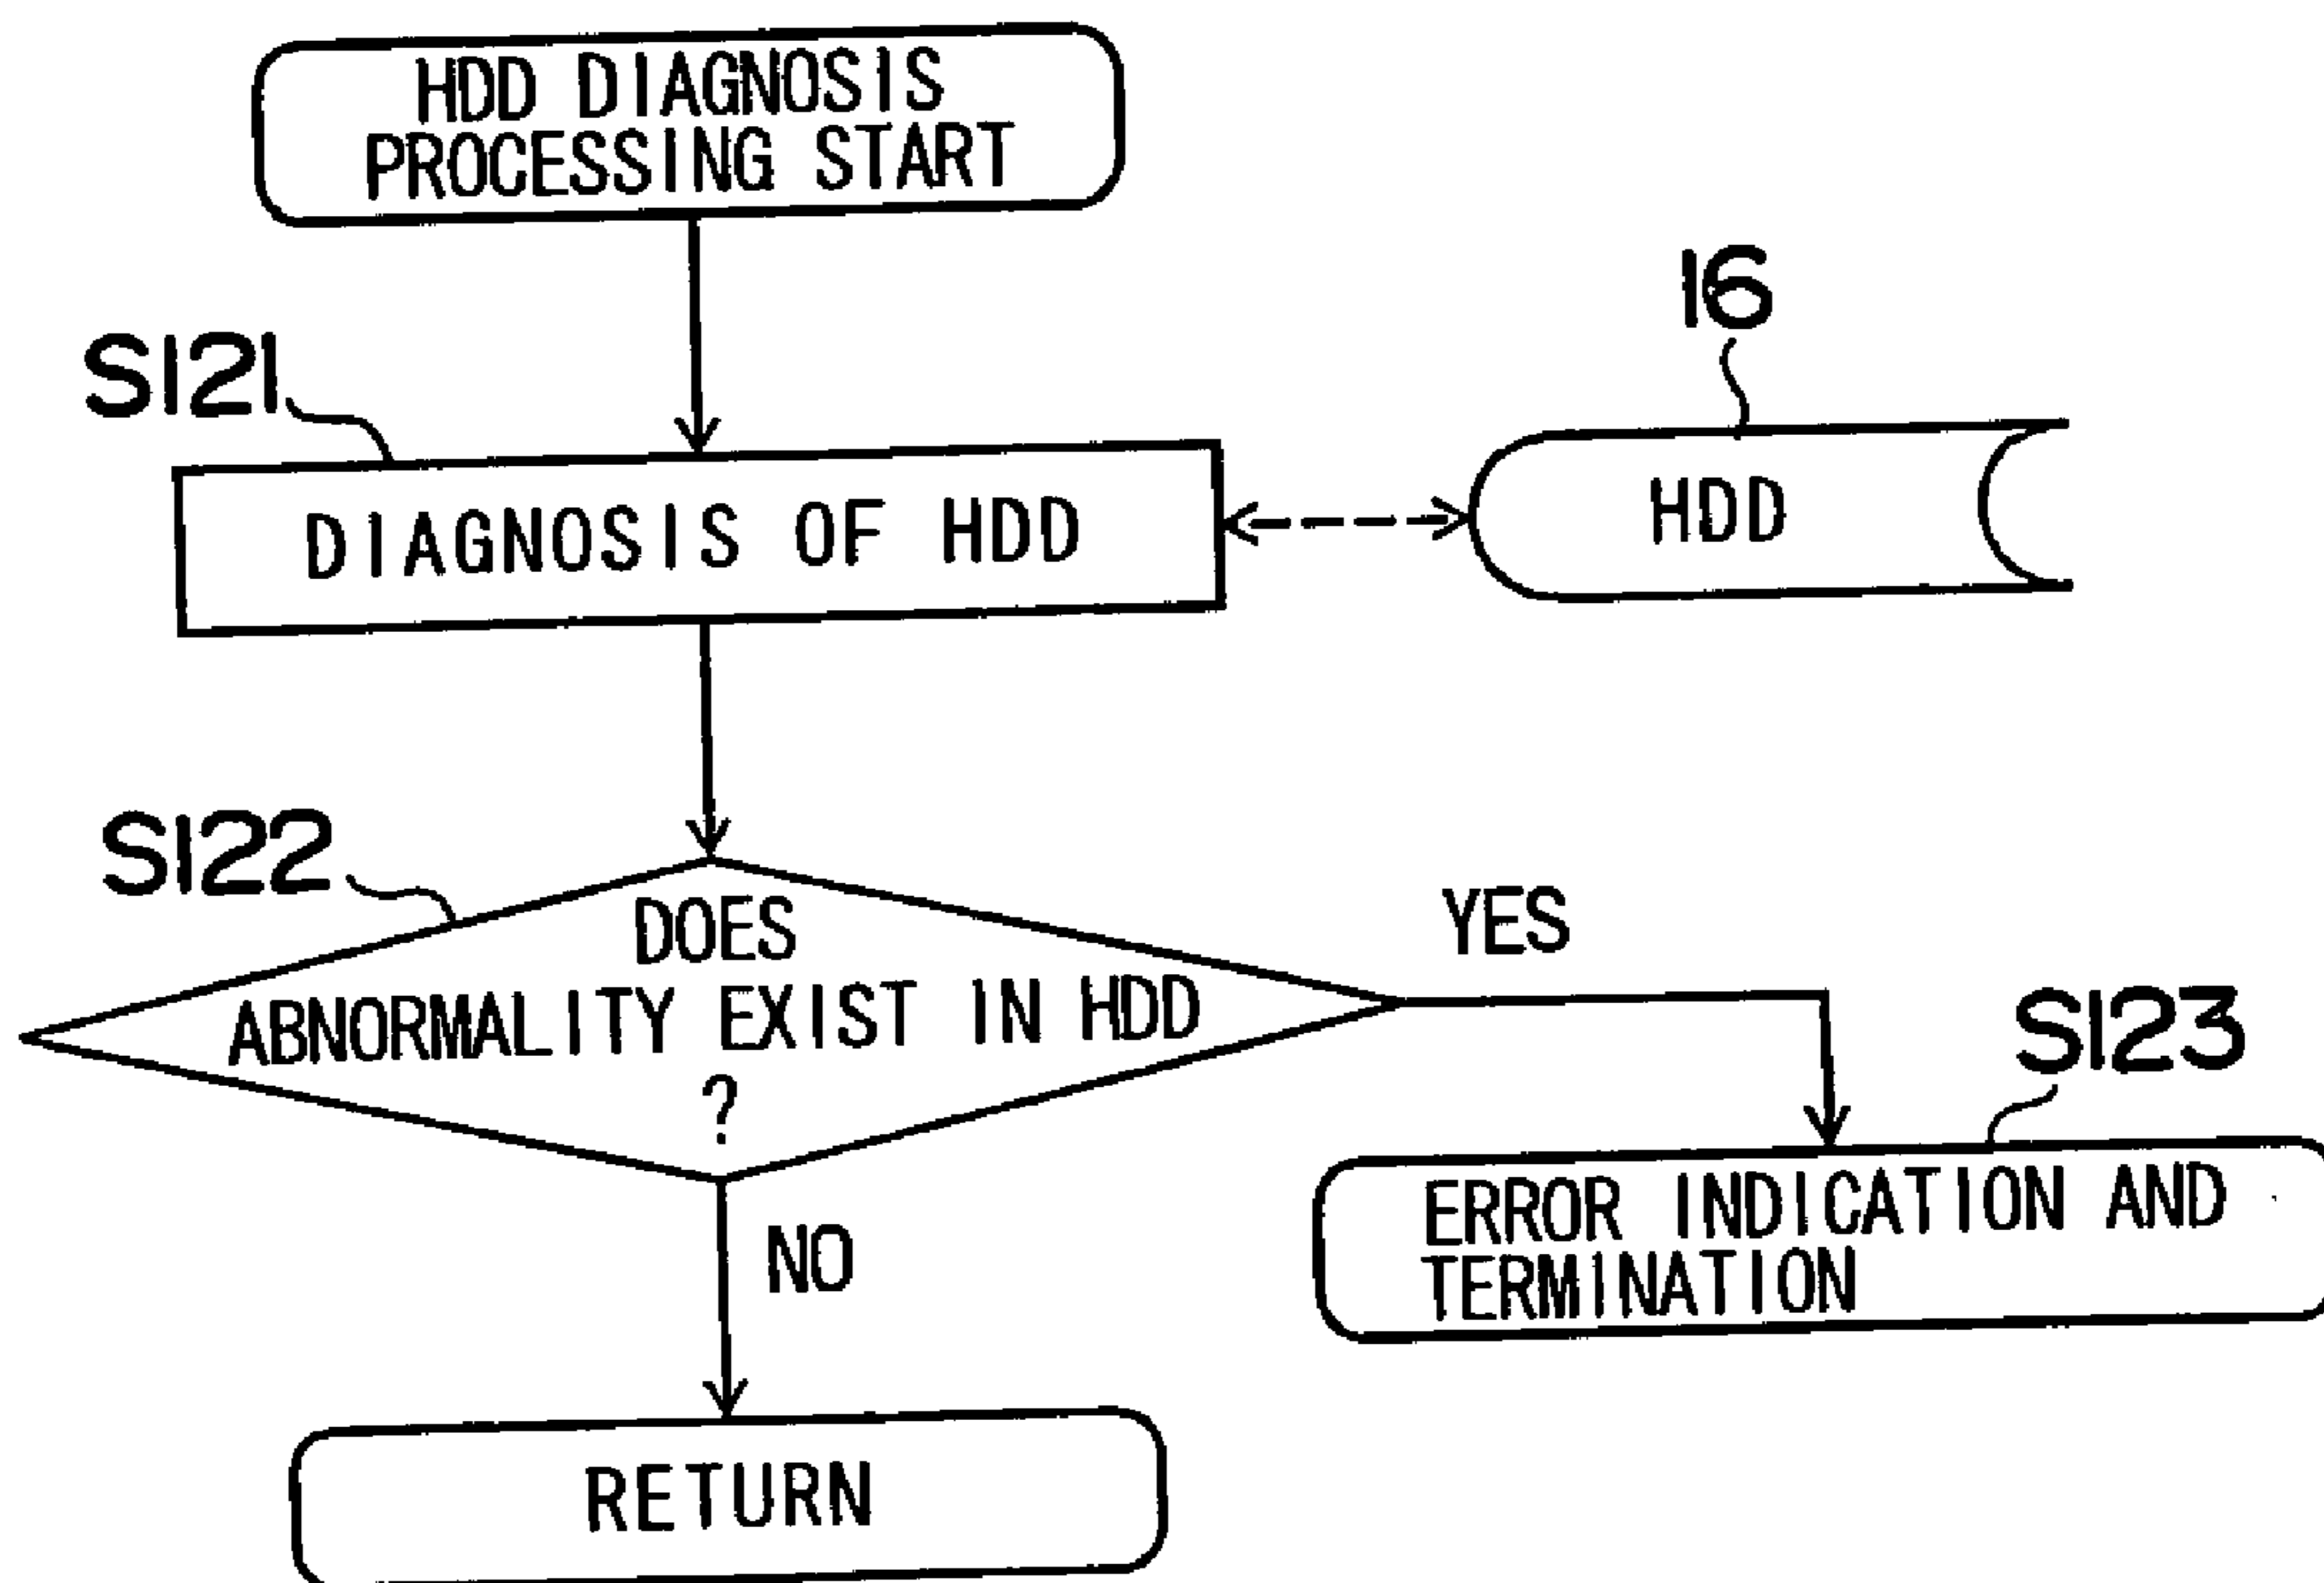 HDD DIAGNOSIS
PROCESSING START
16
S121
DIAGNOSIS OF HDD
HDD
S122
DOES
ABNORMALITY EXIST IN HDD
?
YES
S123
ERROR INDICATION AND
TERMINATION
NO
RETURN